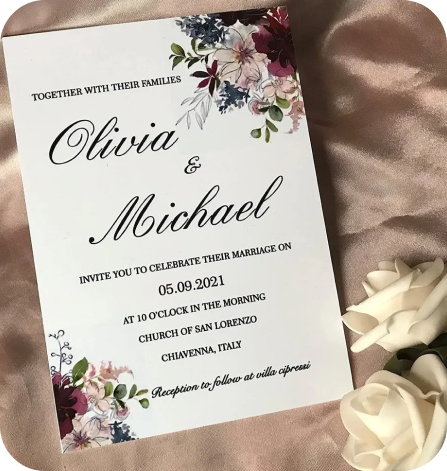 TOGETHER WITH THEIR FAMILIES
Olivia
&
Michael
INVITE YOU TO CELEBRATE THEIR MARRIAGE ON
05.09.2021
AT 10 O'CLOCK IN THE MORNING
CHURCH OF SAN LORENZO
CHIAVENNA, ITALY
Reception to follow at villa cipressi